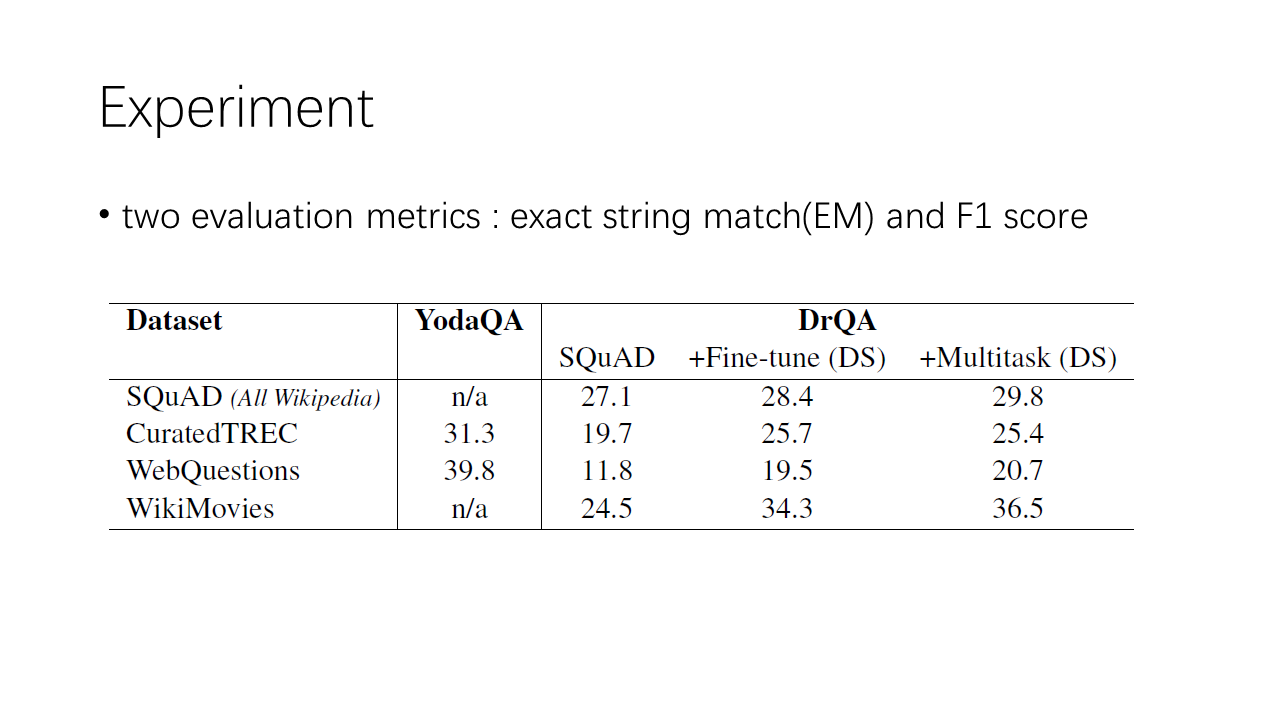 Experiment
• two evaluation metrics : exact string match(EM) and F1 score
Dataset YodaQA DrQA
SQuAD +Fine-tune (DS) +Multitask (DS)
SQuAD (All Wikipedia) n/a 27.1 28.4 29.8
CuratedTREC 31.3 19.7 25.7 25.4
WebQuestions 39.8 11.8 19.5 20.7
WikiMovies n/a 24.5 34.3 36.5